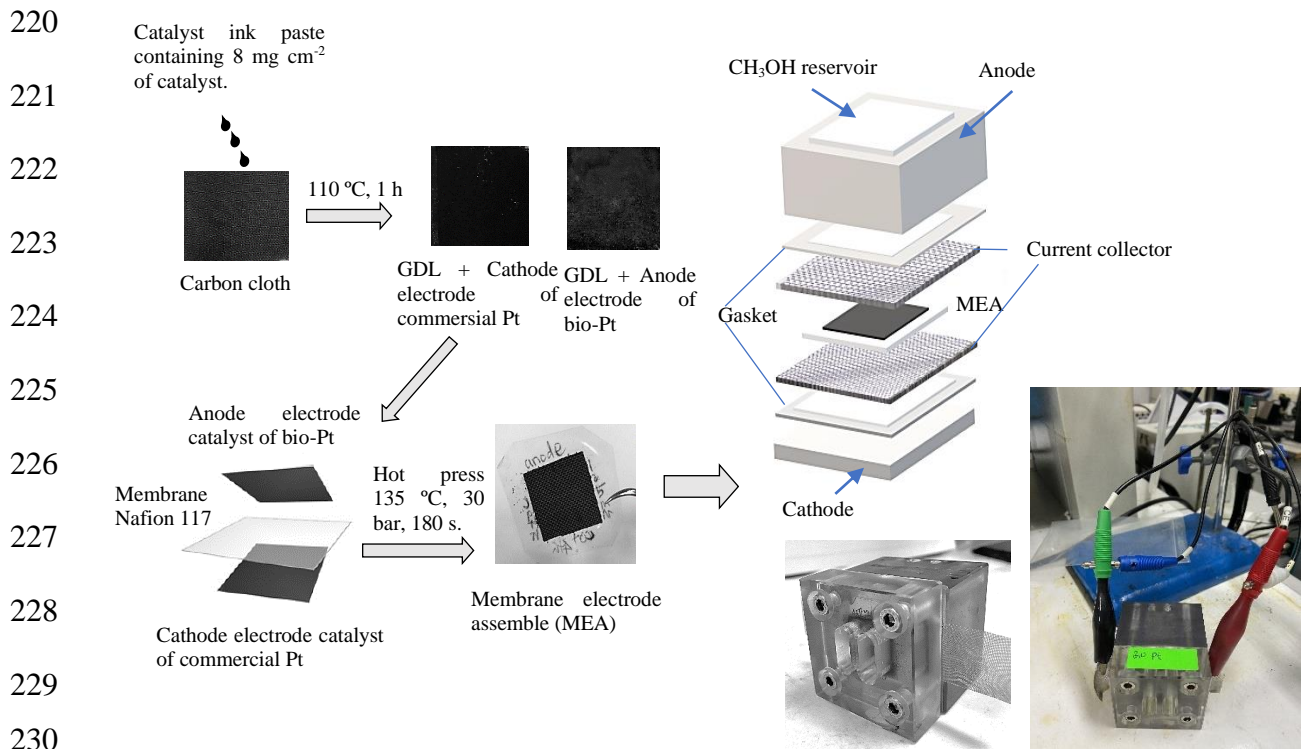 220
Catalyst ink paste
containing 8 mg cm-2
of catalyst.
221
CH3OH reservoir
Anode
222
110 ºC, 1 h
223
Carbon cloth
GDL + Cathode
electrode of
commersial Pt
GDL + Anode
electrode of
bio-Pt
Current collector
224
Gasket
MEA
225
Anode electrode
catalyst of bio-Pt
226
Membrane
Nafion 117
Hot press
135 ºC, 30
bar, 180 s.
anode
Cathode
227
228
Cathode electrode catalyst
of commercial Pt
Membrane electrode
assemble (MEA)
229
Bio Pt
230